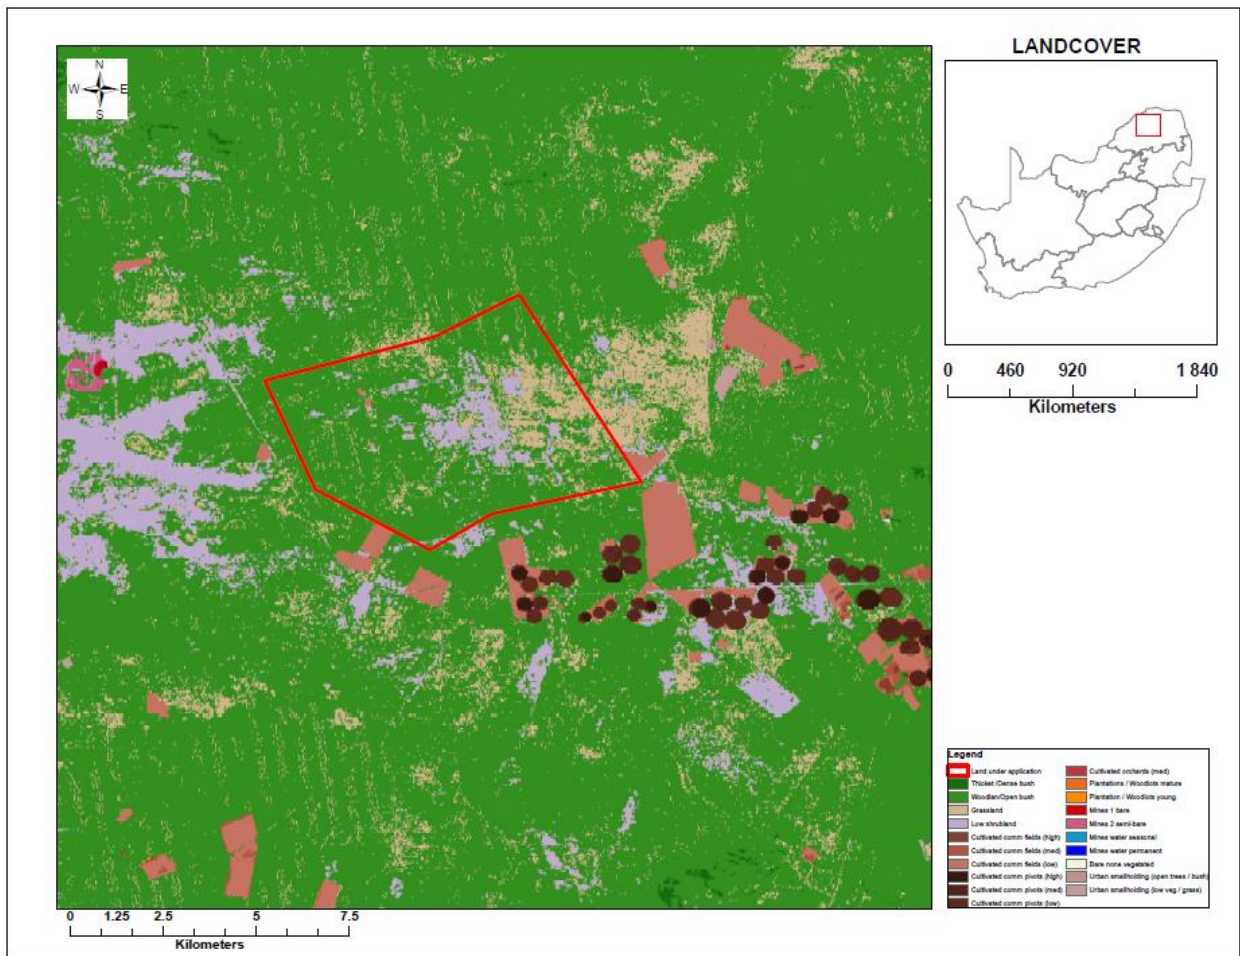 LANDCOVER
N
W E
S
0 460 920 1 840
Kilometers
Legend
Land under application
Thicket /Dense bush
Woodlan/Open bush
Grassland
Low shrubland
Cultivated comm fields (high)
Cultivated comm fields (med)
Cultivated comm fields (low)
Cultivated comm pivots (high)
Cultivated comm pivots (med)
Cultivated comm pivots (low)
Cultivated orchards (med)
Plantations / Woodlots mature
Plantation / Woodlots young
Mines 1 bare
Mines 2 semi-bare
Mines water seasonal
Mines water permanent
Bare none vegetated
Urban smallholding (open trees / bush)
Urban smallholding (low veg / grass)
0 1.25 2.5 5 7.5
Kilometers